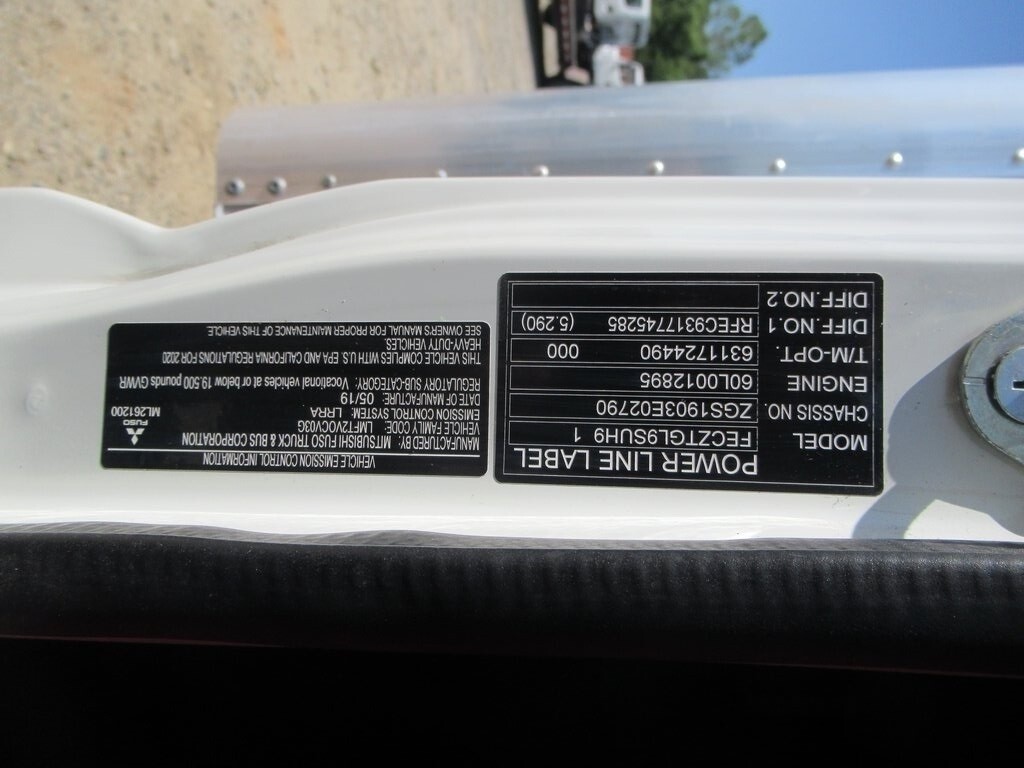 POWER LINE LABEL
MODEL FECZTGL9SUH9 1
CHASSIS NO. ZGS1903E02790
ENGINE 60L0012895
T/M-OPT. 6311724490 000
DIFF.NO.1 RFEC9317745285 (5.290)
DIFF.NO.2
VEHICLE EMISSION CONTROL INFORMATION
MANUFACTURED BY: MITSUBISHI FUSO TRUCK & BUS CORPORATION
VEHICLE FAMILY CODE: LMFT2VOCV03G
EMISSION CONTROL SYSTEM: LRRA.
DATE OF MANUFACTURE: 05/19
REGULATORY SUB-CATEGORY: Vocational vehicles at or below 19,500 pounds GVWR
THIS VEHICLE COMPLIES WITH U.S. EPA AND CALIFORNIA REGULATIONS FOR 2020
HEAVY-DUTY VEHICLES.
SEE OWNER'S MANUAL FOR PROPER MAINTENANCE OF THIS VEHICLE.
FUSO
ML261200